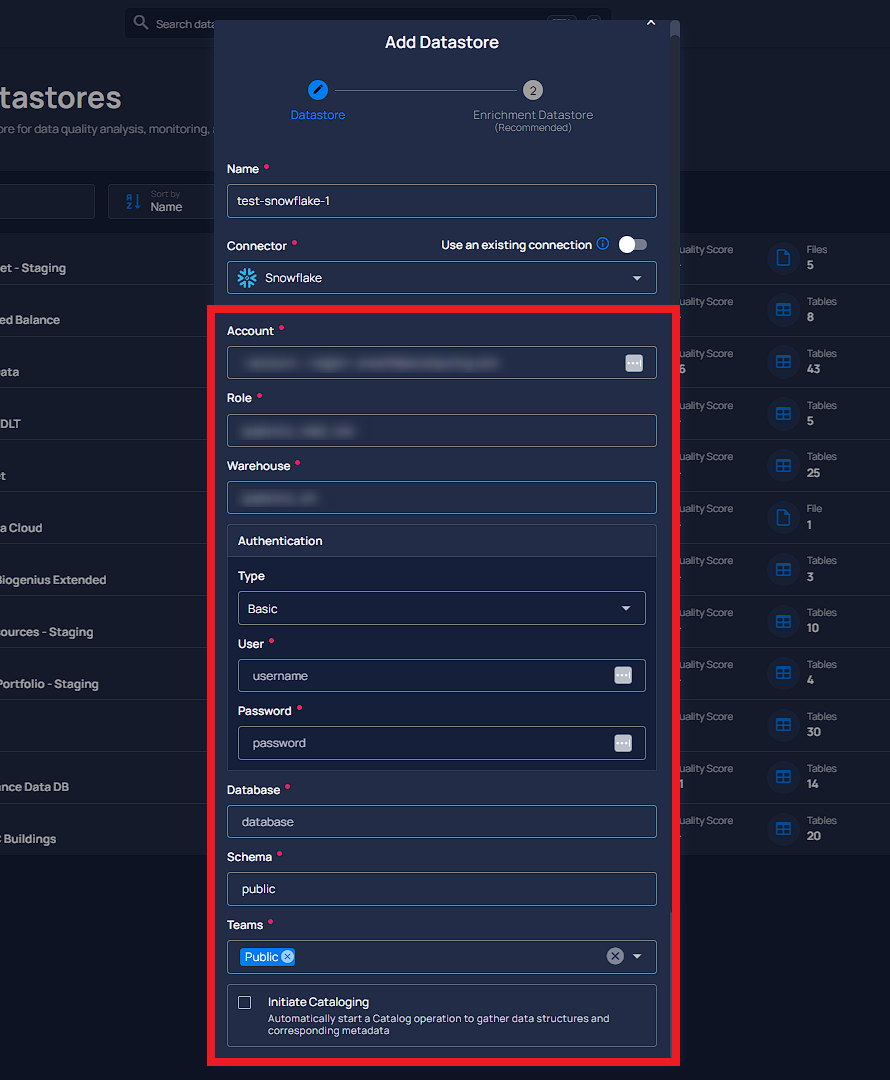 Search data
Add Datastore
2
Datastore
Enrichment Datastore
(Recommended)
tastores
ore for data quality analysis, monitoring, a
Name
test-snowflake-1
Sort by
Name
Connector
Use an existing connection
Snowflake
Account
Role
Warehouse
Authentication
Type
Basic
User
username
Password
password
Database
database
Schema
public
Teams
Public
Initiate Cataloging
Automatically start a Catalog operation to gather data structures and
corresponding metadata
et - Staging
uality Score
Files
5
ed Balance
uality Score
Tables
8
ata
uality Score
6
Tables
43
DLT
uality Score
Tables
5
et
uality Score
Tables
25
a Cloud
uality Score
File
1
Biogenius Extended
uality Score
Tables
3
ources - Staging
uality Score
Tables
10
Portfolio - Staging
uality Score
Tables
4
uality Score
Tables
30
ance Data DB
uality Score
1
Tables
14
C Buildings
uality Score
Tables
20